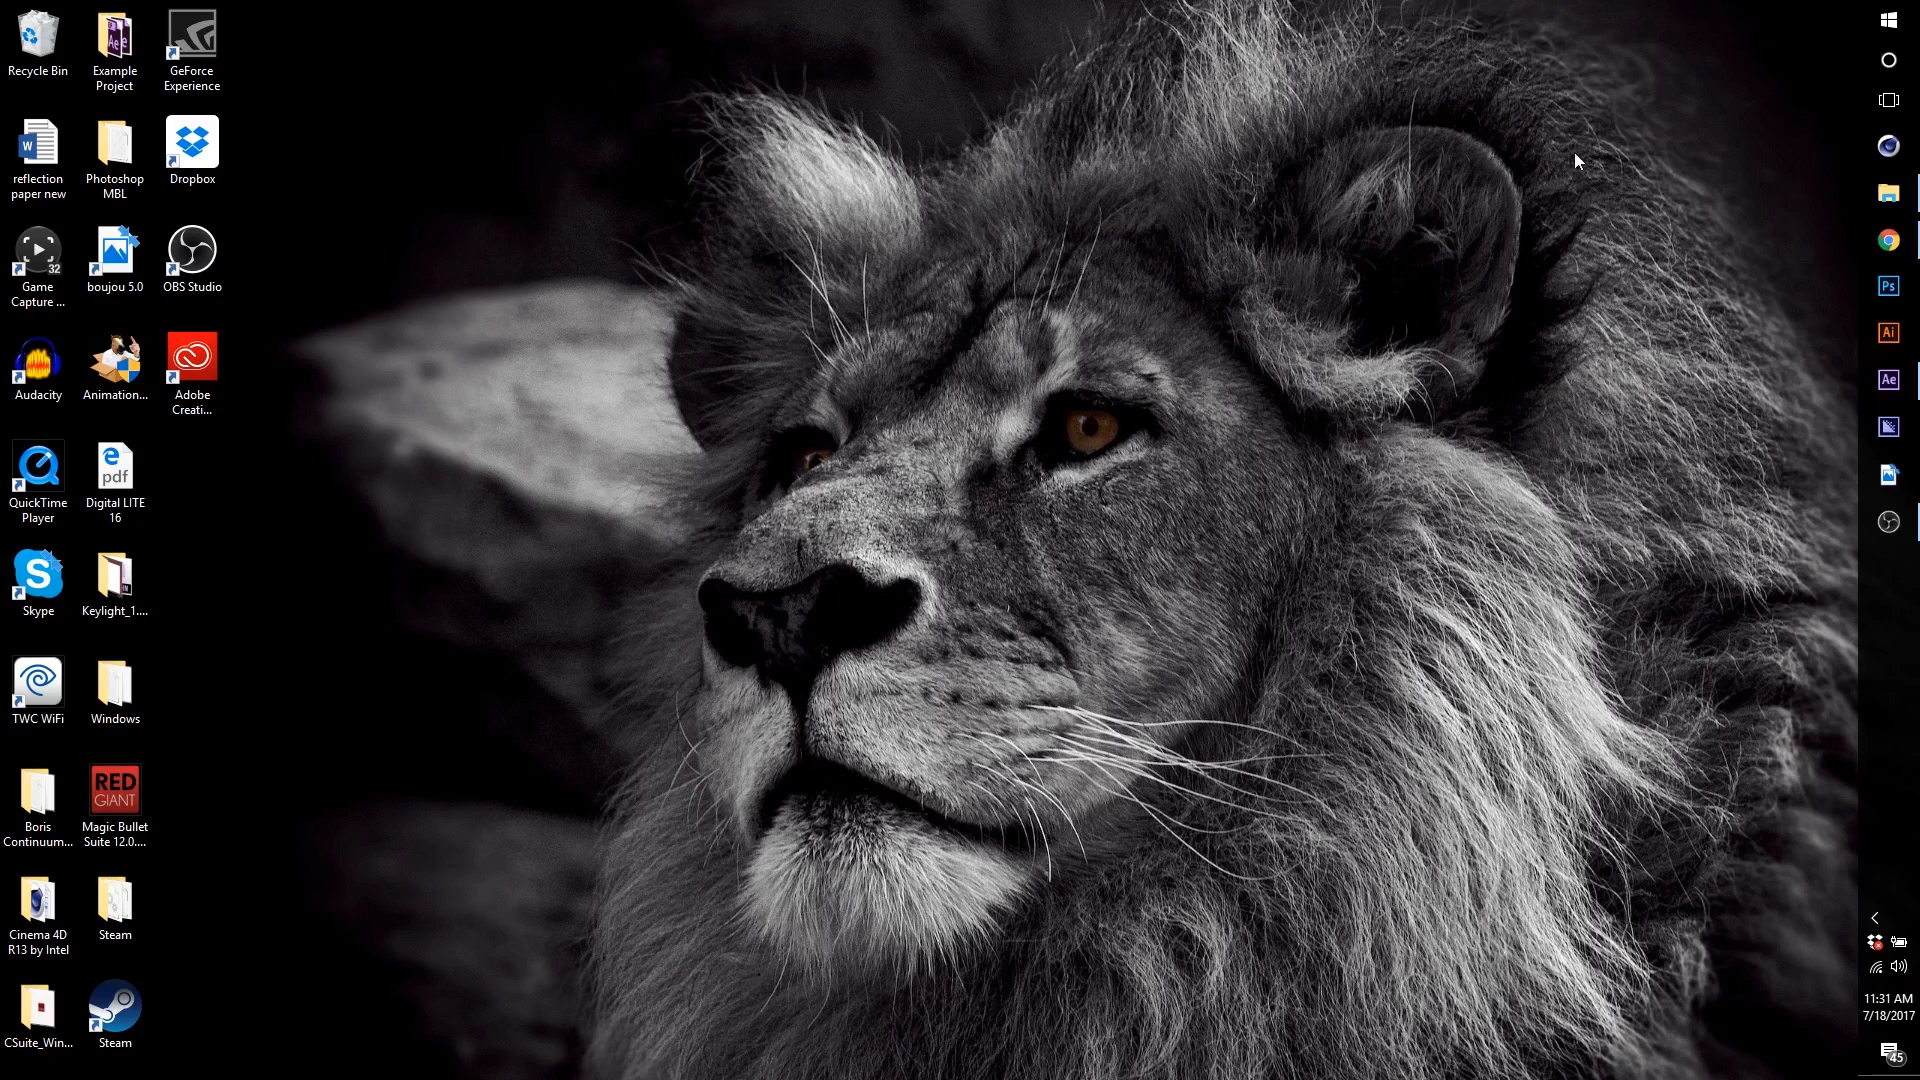 Recycle Bin
Example
Project
Ae
GeForce
Experience
W
reflection
paper new
Photoshop
MBL
Dropbox
32
Game
Capture ...
boujou 5.0
OBS Studio
Audacity
Animation...
Adobe
Creati...
QuickTime
Player
pdf
Digital LITE
16
S
Skype
Keylight_1....
TWC WiFi
Windows
Boris
Continuum...
RED
GIANT
Magic Bullet
Suite 12.0....
Cinema 4D
R13 by Intel
Steam
CSuite_Win...
Steam
Ps
Ai
Ae
11:31 AM
7/18/2017
45